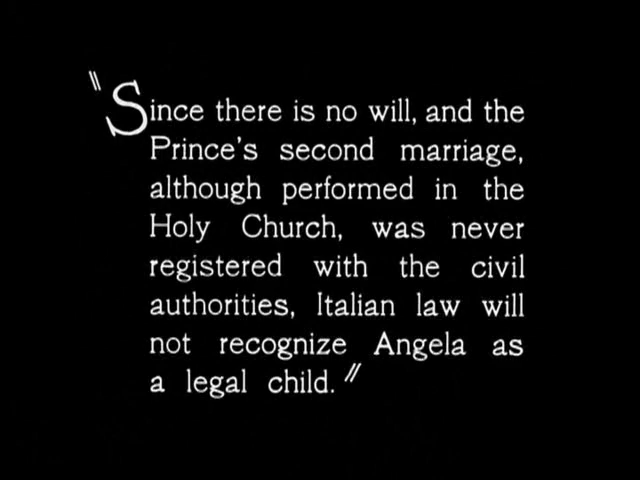 "Since there is no will, and the
Prince's second marriage,
although performed in the
Holy Church, was never
registered with the civil
authorities, Italian law will
not recognize Angela as
a legal child."